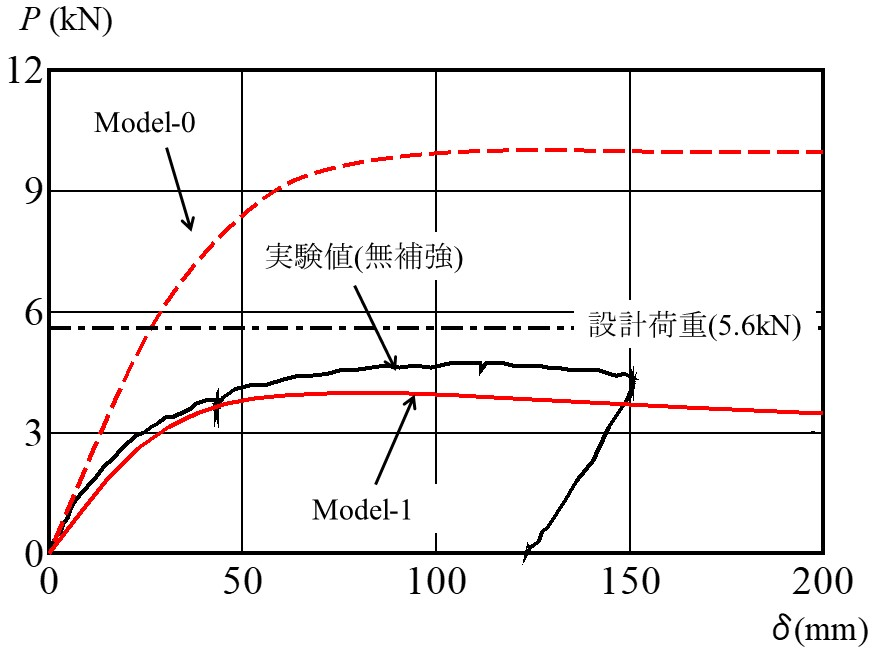 P (kN)
12
Model-0
9
実験値(無補強)
6
設計荷重(5.6kN)
3
Model-1
0
0 50 100 150 200
δ(mm)